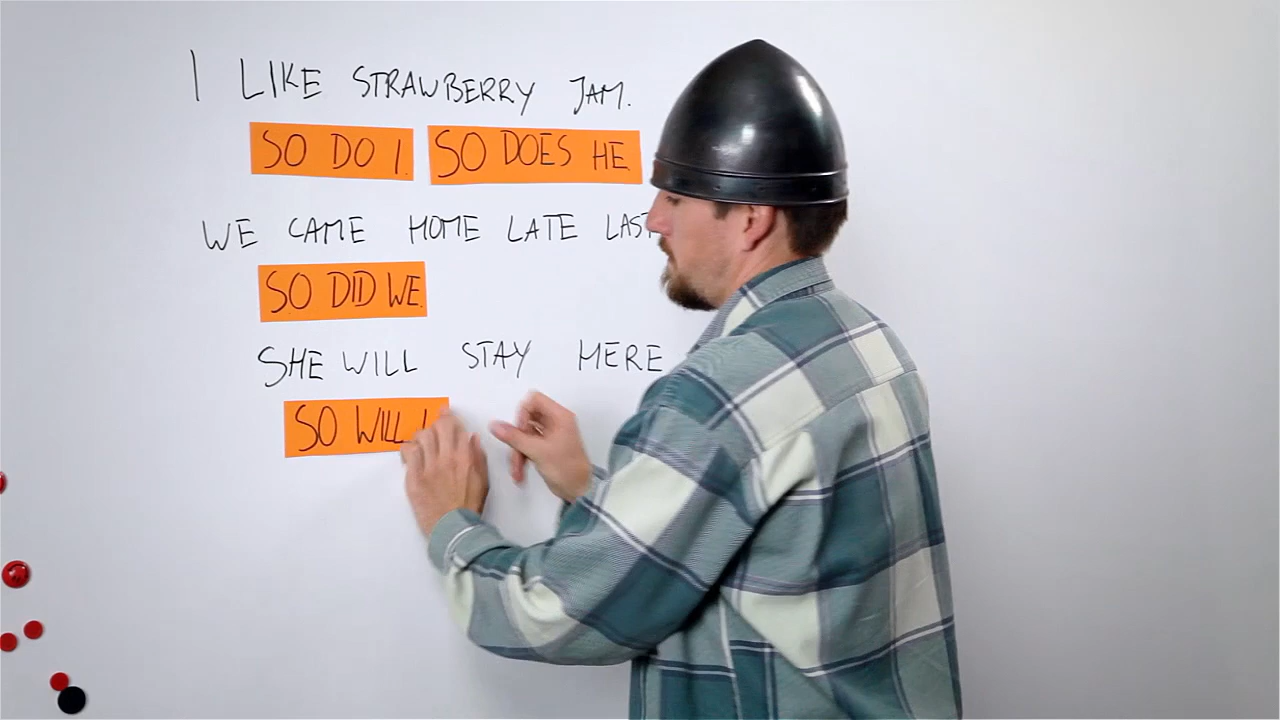 I LIKE STRAWBERRY JAM.
SO DO I. SO DOES HE.
WE CAME HOME LATE LAST
SO DID WE.
SHE WILL STAY HERE
SO WILL I